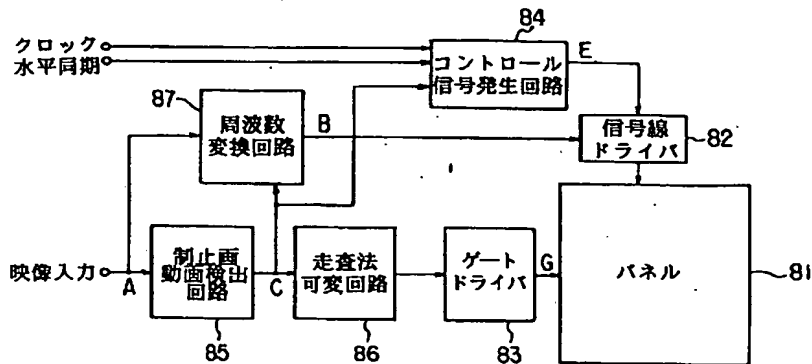 クロック
水平同期
84
コントロール
信号発生回路
E
87
周波数
変換回路
B
信号線
ドライバ
82
映像入力
A
制止画
動画検出
回路
85
C
走査法
可変回路
86
ゲート
ドライバ
83
G
パネル
81